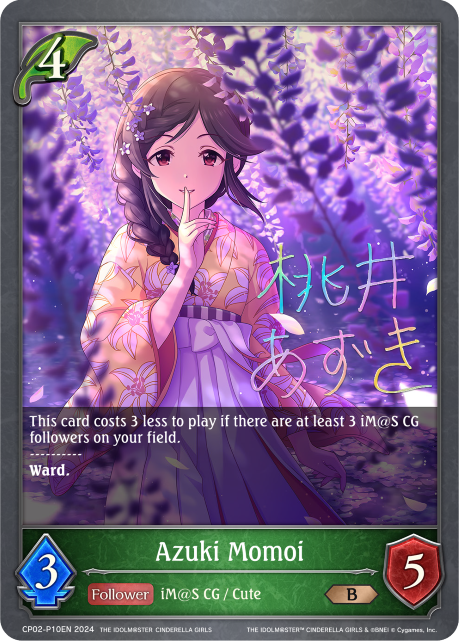 4
桃井
あずき
This card costs 3 less to play if there are at least 3 iM@S CG
followers on your field.
----------
Ward.
Azuki Momoi
3
Follower iM@S CG / Cute
B
5
CP02-P10EN 2024 THE IDOLM@STER CINDERELLA GIRLS THE IDOLM@STER™ CINDERELLA GIRLS & ©BNEI © Cygames, Inc.